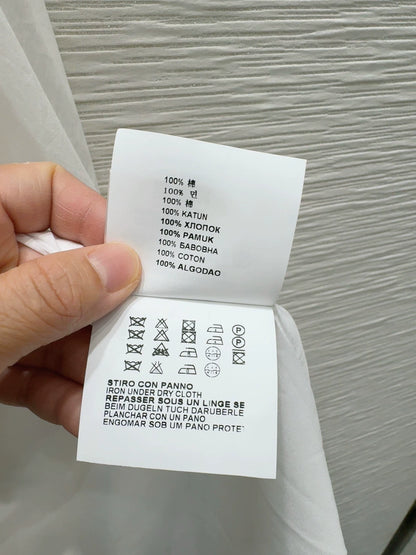 100% 棉
100% 면
100% 棉
100% KATUN
100% ХЛОПОК
100% PAMUK
100% БАВОВНА
100% COTON
100% ALGODAO
P
P
STIRO CON PANNO
IRON UNDER DRY CLOTH
REPASSER SOUS UN LINGE SE
BEIM DUGELN TUCH DARUBERLE
PLANCHAR CON UN PANO
ENGOMAR SOB UM PANO PROTE